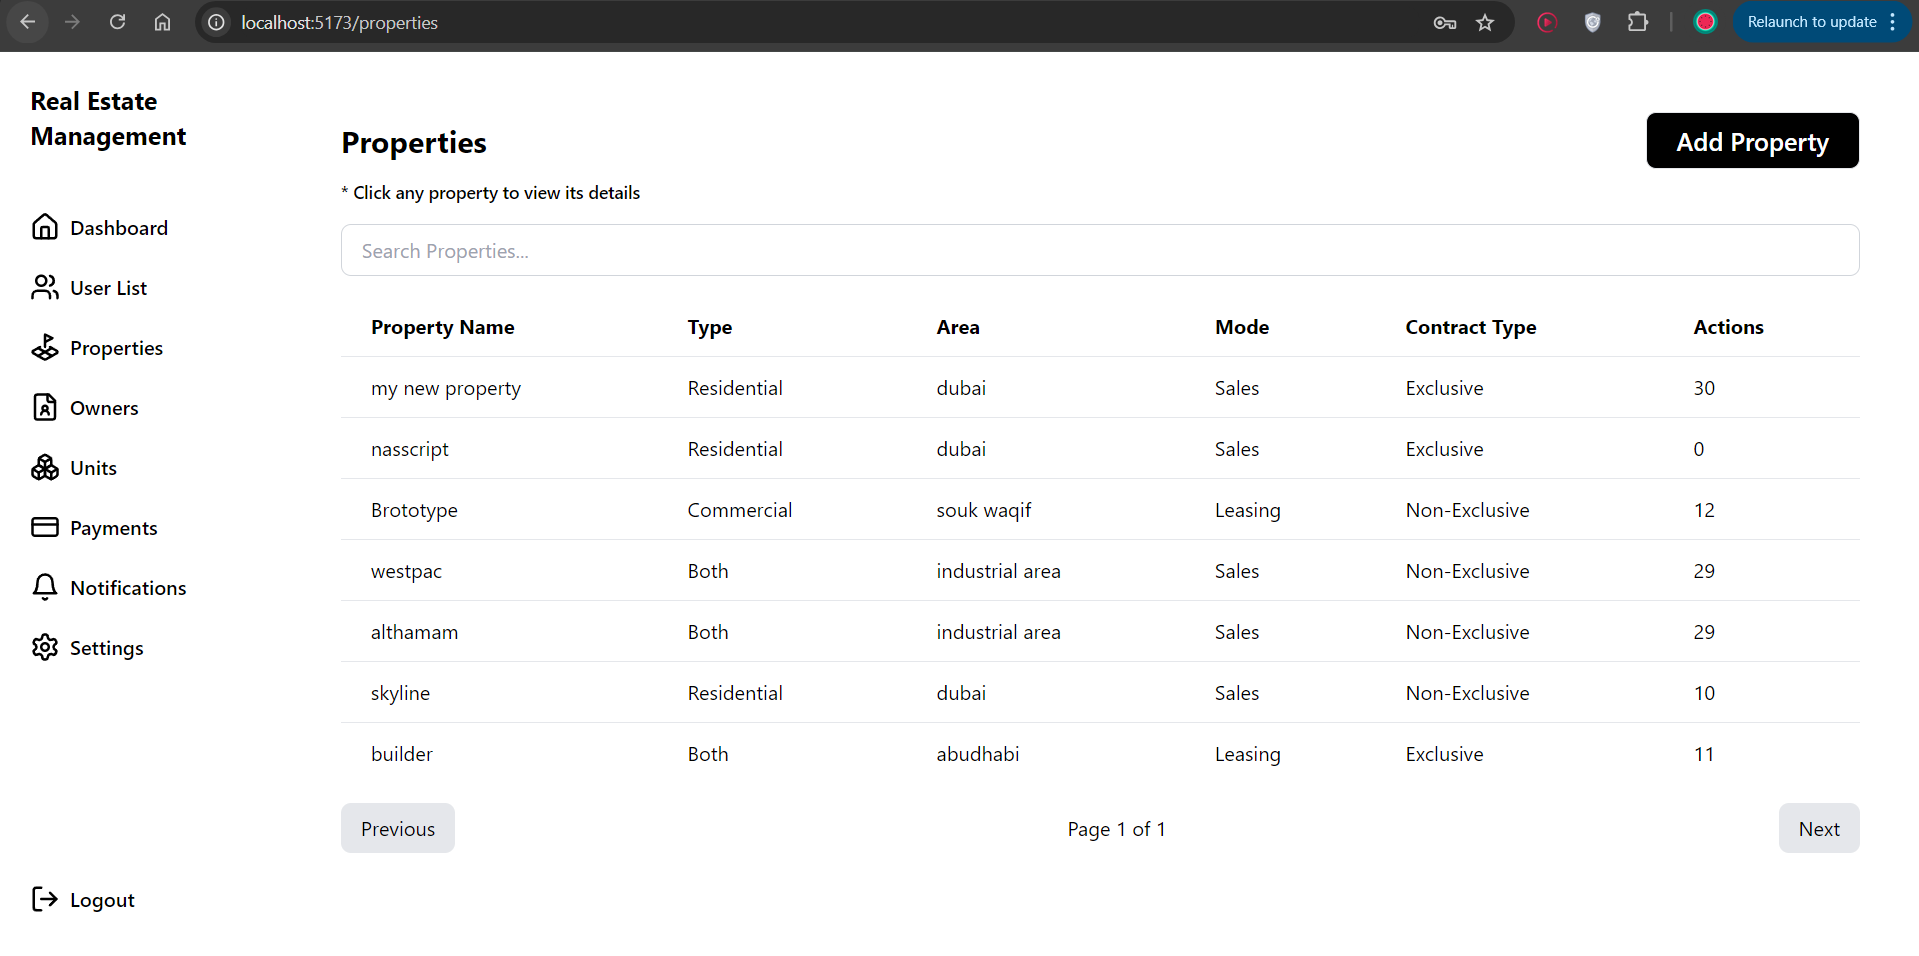 localhost:5173/properties
Relaunch to update
Real Estate
Management
Dashboard
User List
Properties
Owners
Units
Payments
Notifications
Settings
Logout
Properties
Add Property
* Click any property to view its details
Search Properties...
Property Name Type Area Mode Contract Type Actions
my new property Residential dubai Sales Exclusive 30
nasscript Residential dubai Sales Exclusive 0
Brototype Commercial souk waqif Leasing Non-Exclusive 12
westpac Both industrial area Sales Non-Exclusive 29
althamam Both industrial area Sales Non-Exclusive 29
skyline Residential dubai Sales Non-Exclusive 10
builder Both abudhabi Leasing Exclusive 11
Previous Page 1 of 1 Next